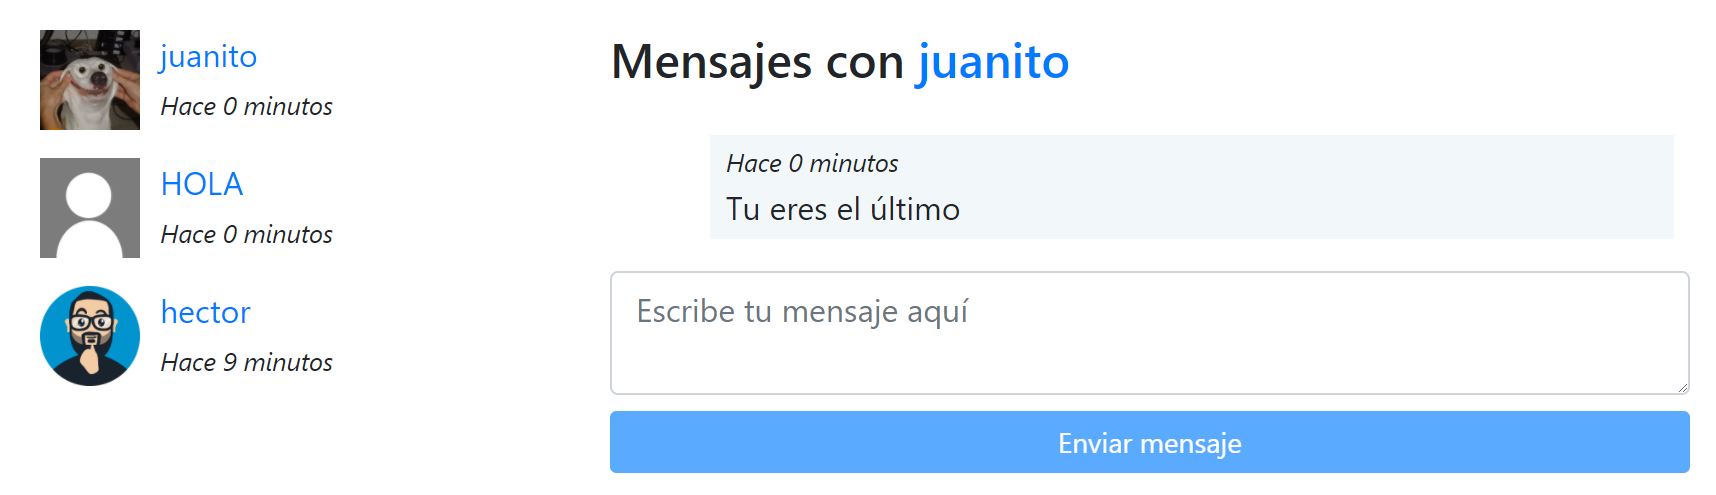 juanito
Hace 0 minutos
HOLA
Hace 0 minutos
hector
Hace 9 minutos
Mensajes con juanito
Hace 0 minutos
Tu eres el último
Escribe tu mensaje aquí
Enviar mensaje